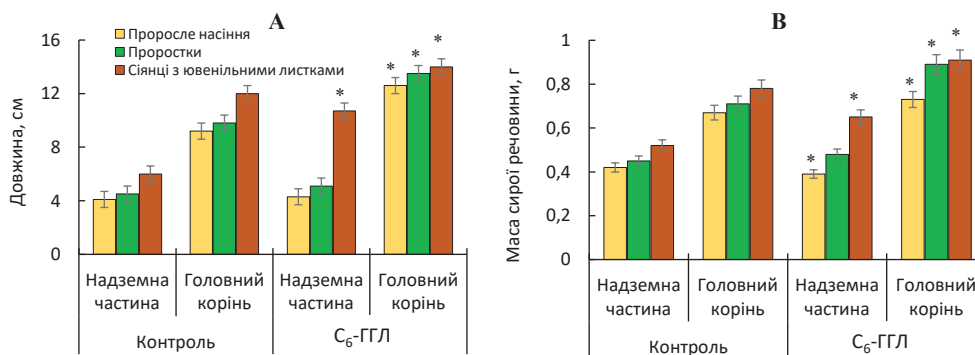 А
Проросле насіння
Проростки
Сіянці з ювенільними листками
Довжина, см
16
12
8
4
0
* * * *
Надземна частина
Головний корінь
Надземна частина
Головний корінь
Контроль
С₆-ГГЛ
В
Маса сирої речовини, г
1
0,8
0,6
0,4
0,2
0
* * * * *
Надземна частина
Головний корінь
Надземна частина
Головний корінь
Контроль
С₆-ГГЛ